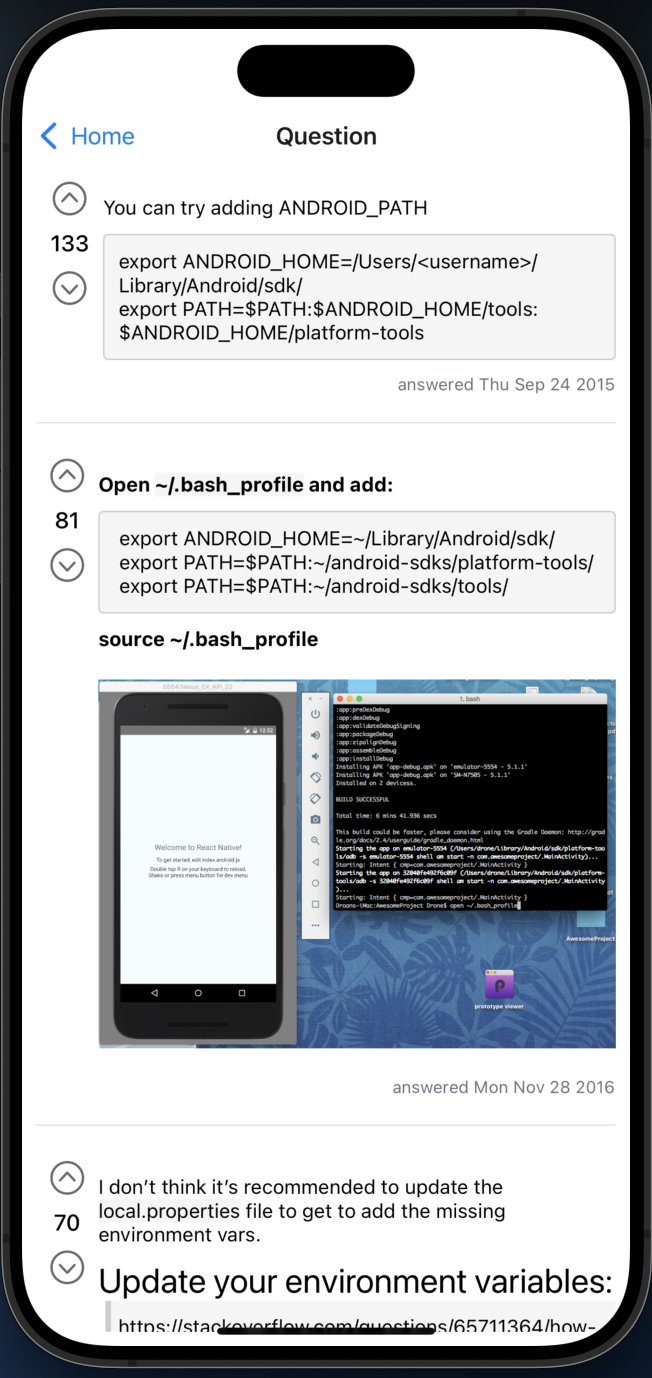 Home
Question
You can try adding ANDROID_PATH
133
export ANDROID_HOME=/Users/<username>/
Library/Android/sdk/
export PATH=$PATH:$ANDROID_HOME/tools:
$ANDROID_HOME/platform-tools
answered Thu Sep 24 2015
Open ~/.bash_profile and add:
81
export ANDROID_HOME=~/Library/Android/sdk/
export PATH=$PATH:~/android-sdks/platform-tools/
export PATH=$PATH:~/android-sdks/tools/
source ~/.bash_profile
5554:Nexus_5X_API_23
12:52
Welcome to React Native!
To get started, edit index.android.js
Double tap R on your keyboard to reload,
Shake or press menu button for dev menu
1. bash
:app:preDexDebug
:app:dexDebug
:app:validateDebugSigning
:app:packageDebug
:app:zipalignDebug
:app:assembleDebug
:app:installDebug
Installing APK 'app-debug.apk' on 'emulator-5554 - 5.1.1'
Installing APK 'app-debug.apk' on 'SM-N750S - 5.1.1'
Installed on 2 devicess.
BUILD SUCCESSFUL
Total time: 6 mins 41.936 secs
This build could be faster, please consider using the Gradle Daemon: http://grad
le.org/docs/2.4/userguide/gradle_daemon.html
Starting the app on emulator-5554 (/Users/drone/Library/Android/sdk/platform-too
ls/adb -s emulator-5554 shell am start -n com.awesomeproject/.MainActivity)...
Starting: Intent { cmp=com.awesomeproject/.MainActivity }
Starting the app on 32040fe492f6c09f (/Users/drone/Library/Android/sdk/platform-
tools/adb -s 32040fe492f6c09f shell am start -n com.awesomeproject/.MainActivity
)...
Starting: Intent { cmp=com.awesomeproject/.MainActivity }
Droans-iMac:AwesomeProject Drone$ open ~/.bash_profile
AwesomeProject
prototype viewer
answered Mon Nov 28 2016
I don't think it's recommended to update the
70
local.properties file to get to add the missing
environment vars.
Update your environment variables:
https://stackoverflow.com/questions/65711364/how-